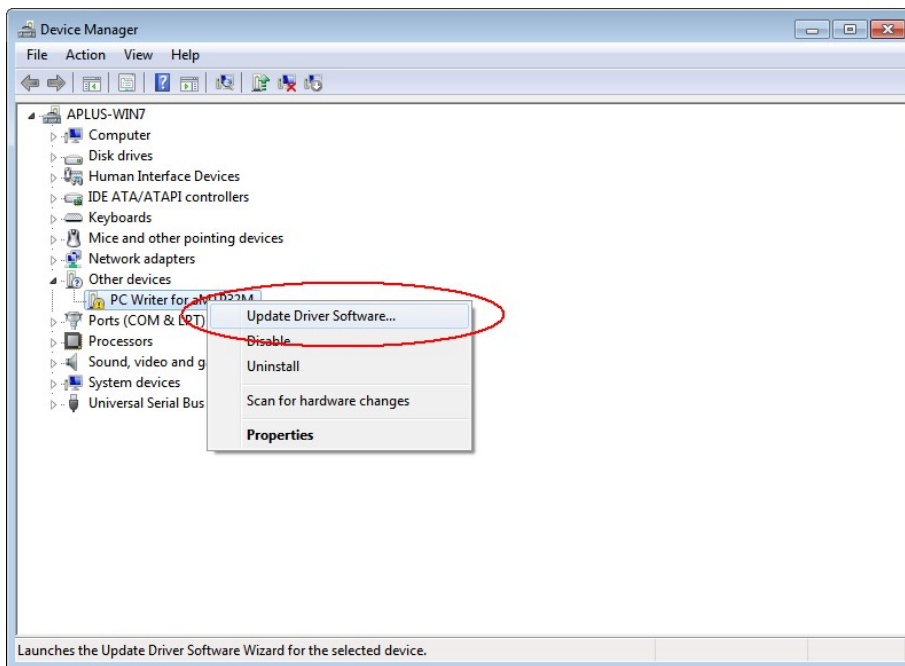 Device Manager
File Action View Help
APLUS-WIN7
Computer
Disk drives
Human Interface Devices
IDE ATA/ATAPI controllers
Keyboards
Mice and other pointing devices
Network adapters
Other devices
PC Writer for
Update Driver Software...
Ports (COM & LPT)
Disable
Processors
Uninstall
Sound, video and
System devices
Scan for hardware changes
Universal Serial Bus
Properties
Launches the Update Driver Software Wizard for the selected device.